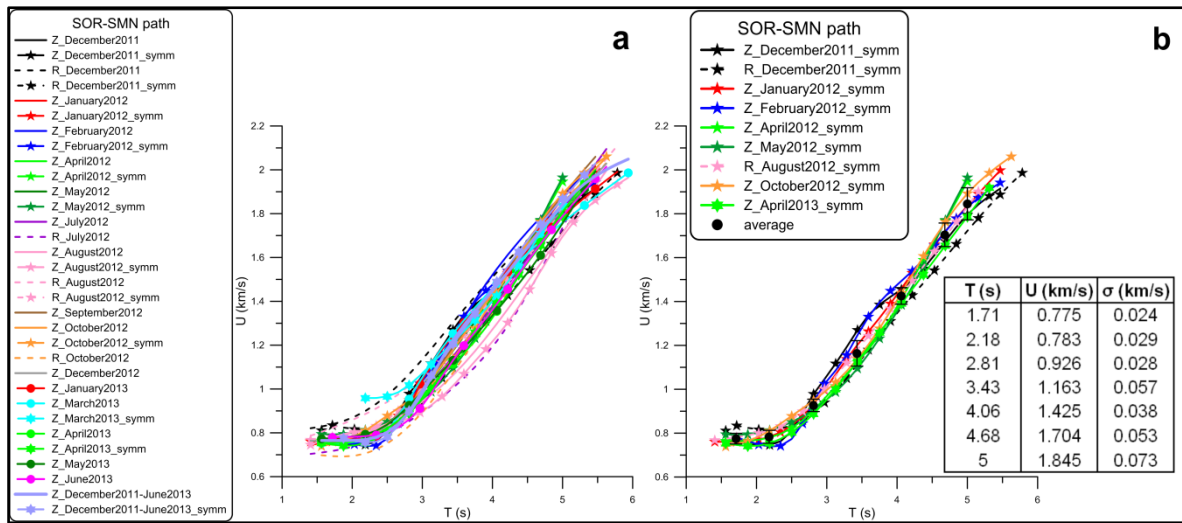 SOR-SMN path
Z_December2011
Z_December2011_symm
R_December2011
R_December2011_symm
Z_January2012
Z_January2012_symm
Z_February2012
Z_February2012_symm
Z_April2012
Z_April2012_symm
Z_May2012
Z_May2012_symm
Z_July2012
R_July2012
Z_August2012
Z_August2012_symm
R_August2012
R_August2012_symm
Z_September2012
Z_October2012
Z_October2012_symm
R_October2012
Z_December2012
Z_January2013
Z_March2013
Z_March2013_symm
Z_April2013
Z_April2013_symm
Z_May2013
Z_June2013
Z_December2011-June2013
Z_December2011-June2013_symm
a
U (km/s)
2.2
2
1.8
1.6
1.4
1.2
1
0.8
0.6
1 2 3 4 5 6
T (s)
b
SOR-SMN path
Z_December2011_symm
R_December2011_symm
Z_January2012_symm
Z_February2012_symm
Z_April2012_symm
Z_May2012_symm
R_August2012_symm
Z_October2012_symm
Z_April2013_symm
average
U (km/s)
2.2
2
1.8
1.6
1.4
1.2
1
0.8
0.6
1 2 3 4 5 6
T (s)
T (s) U (km/s) σ (km/s)
1.71 0.775 0.024
2.18 0.783 0.029
2.81 0.926 0.028
3.43 1.163 0.057
4.06 1.425 0.038
4.68 1.704 0.053
5 1.845 0.073